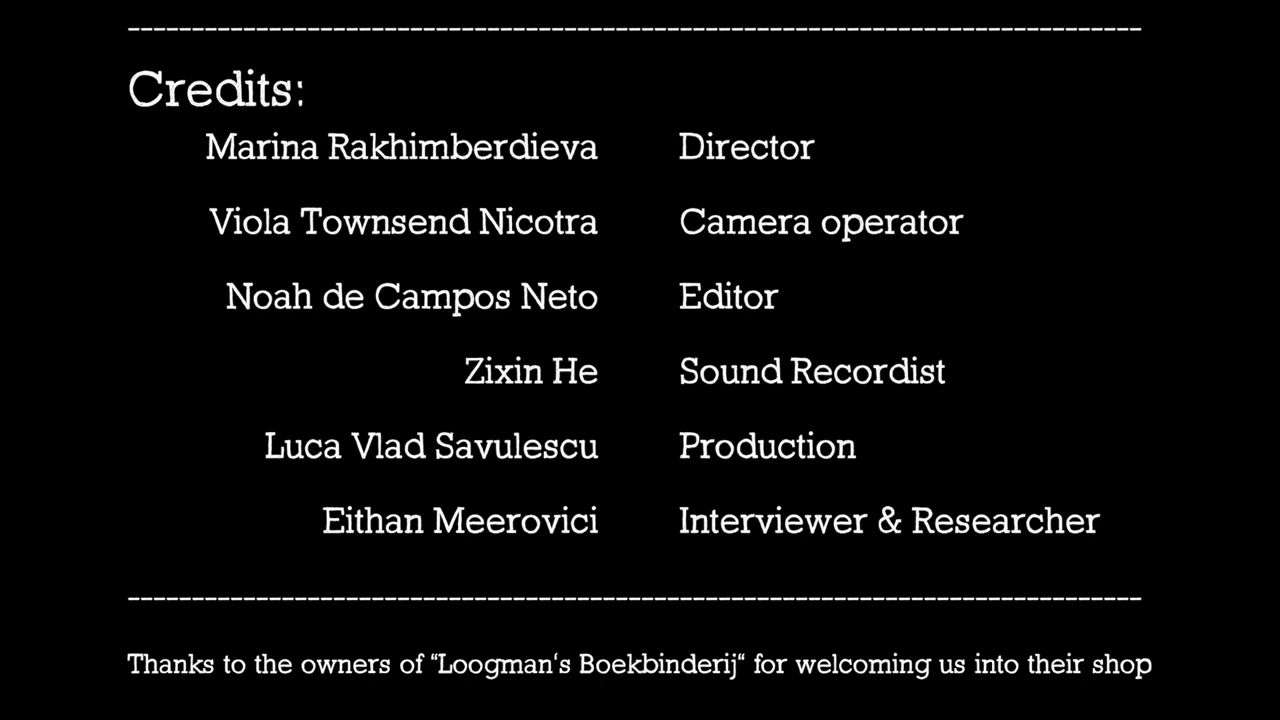 Credits:
Marina Rakhimberdieva Director
Viola Townsend Nicotra Camera operator
Noah de Campos Neto Editor
Zixin He Sound Recordist
Luca Vlad Savulescu Production
Eithan Meerovici Interviewer & Researcher
Thanks to the owners of “Loogman‘s Boekbinderij“ for welcoming us into their shop